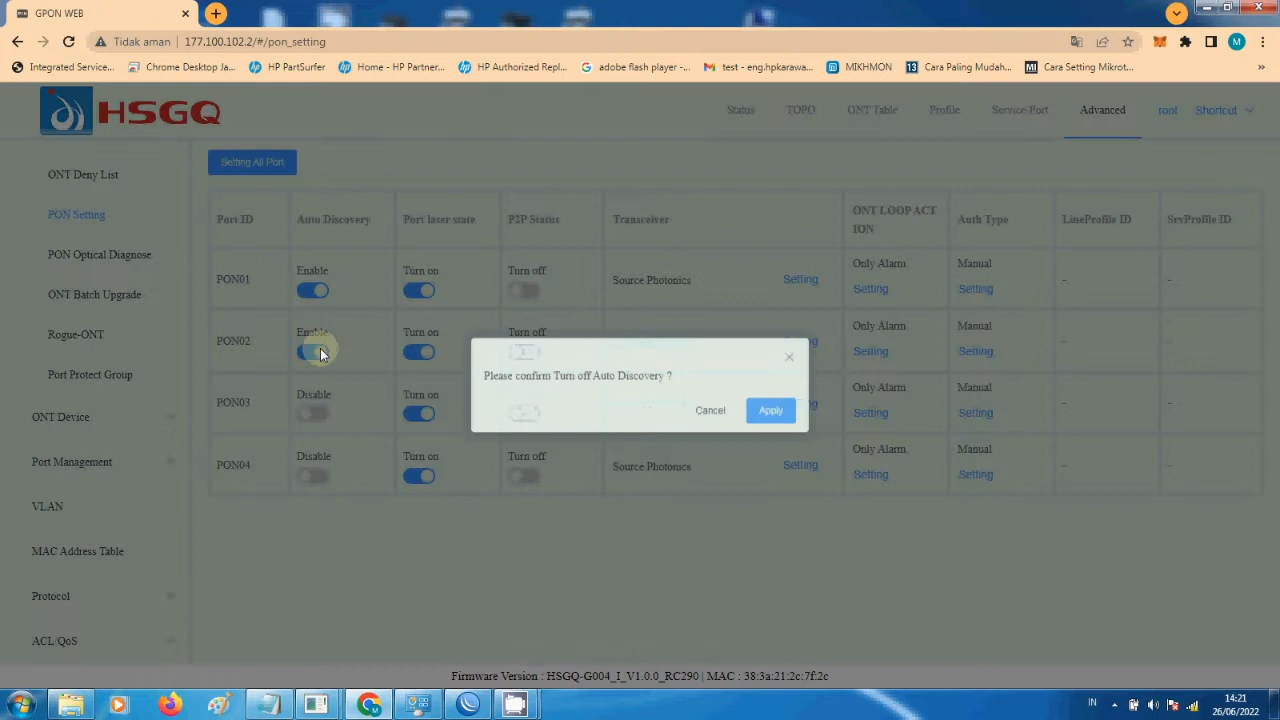 GPON WEB
Tidak aman 177.100.102.2/#/pon_setting
M
Integrated Service... Chrome Desktop Ja... HP PartSurfer Home - HP Partner... HP Authorized Repl... adobe flash player -... test - eng.hpkarawa... MIKHMON 13 Cara Paling Mudah... Cara Setting Mikrot... »
HSGQ
Status TOPO ONT Table Profile Service-Port Advanced root Shortcut
ONT Deny List
PON Setting
PON Optical Diagnose
ONT Batch Upgrade
Rogue-ONT
Port Protect Group
ONT Device
Port Management
VLAN
MAC Address Table
Protocol
ACL/QoS
Setting All Port
Port ID Auto Discovery Port laser state P2P Status Transceiver ONT LOOP ACT Auth Type LineProfile ID SrvProfile ID
ION
PON01 Enable Turn on Turn off Source Photonics Setting Only Alarm Manual - -
Setting Setting
PON02 Enable Turn on Turn off Only Alarm Manual - -
Setting Setting
PON03 Disable Turn on Only Alarm Manual - -
Setting Setting
PON04 Disable Turn on Turn off Source Photonics Setting Only Alarm Manual - -
Setting Setting
Please confirm Turn off Auto Discovery ?
Cancel Apply
Firmware Version : HSGQ-G004_I_V1.0.0_RC290 | MAC : 38:3a:21:2c:7f:2c
IN 14:21
26/06/2022